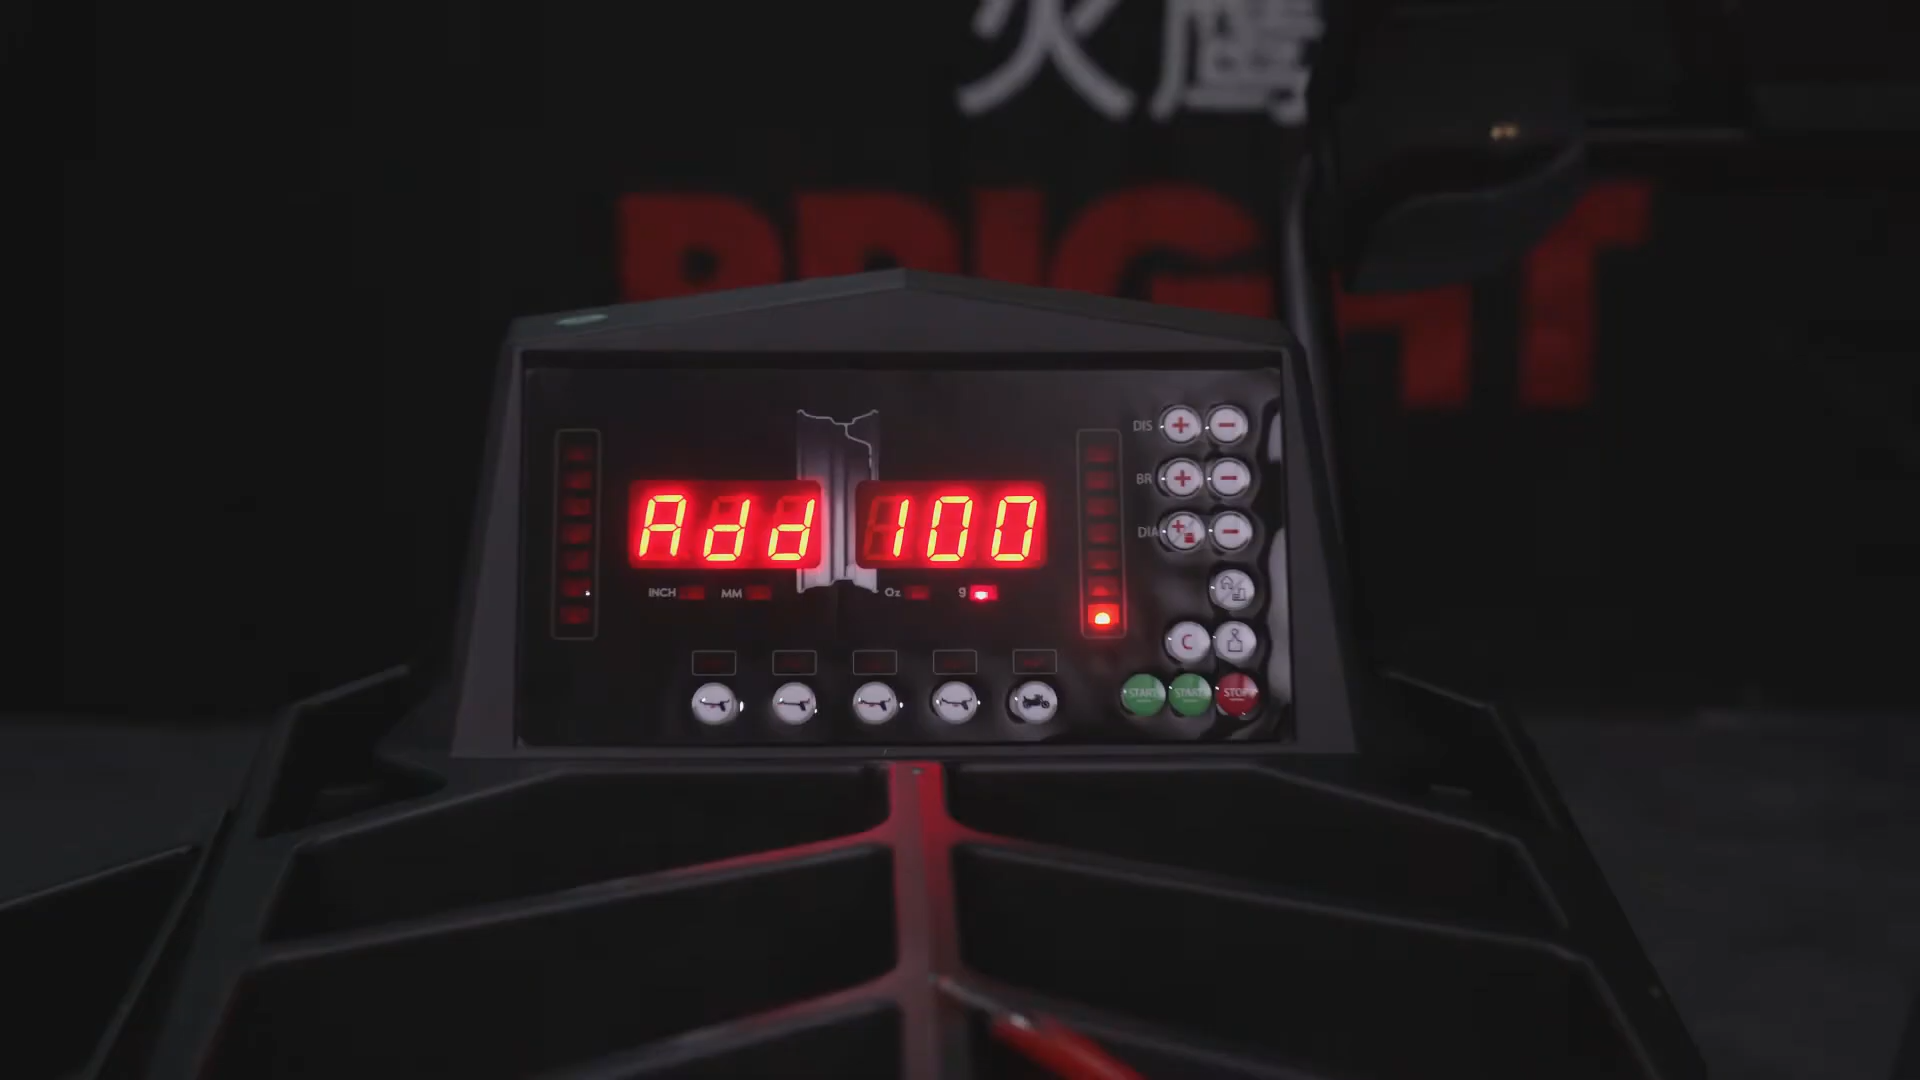 火鹰
BRIGHT
DIS
BR
DIA
Add 100
INCH MM Oz g
C
START START STOP